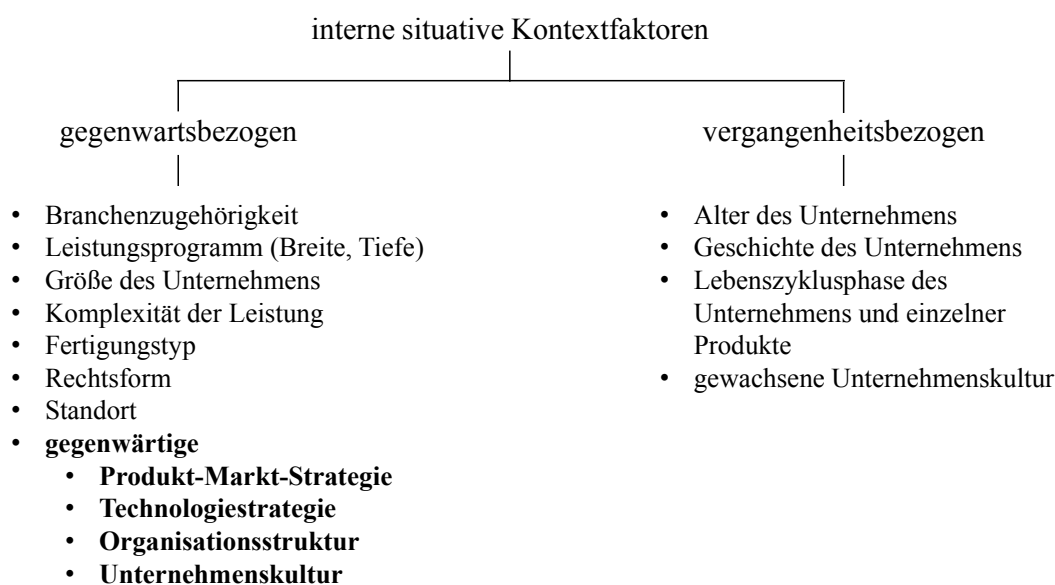 interne situative Kontextfaktoren
gegenwartsbezogen
• Branchenzugehörigkeit
• Leistungsprogramm (Breite, Tiefe)
• Größe des Unternehmens
• Komplexität der Leistung
• Fertigungstyp
• Rechtsform
• Standort
• gegenwärtige
• Produkt-Markt-Strategie
• Technologiestrategie
• Organisationsstruktur
• Unternehmenskultur
vergangenheitsbezogen
• Alter des Unternehmens
• Geschichte des Unternehmens
• Lebenszyklusphase des
Unternehmens und einzelner
Produkte
• gewachsene Unternehmenskultur